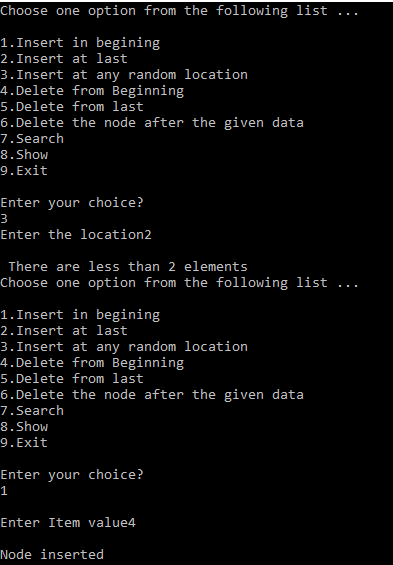 Choose one option from the following list ...
1.Insert in begining
2.Insert at last
3.Insert at any random location
4.Delete from Beginning
5.Delete from last
6.Delete the node after the given data
7.Search
8.Show
9.Exit
Enter your choice?
3
Enter the location2
There are less than 2 elements
Choose one option from the following list ...
1.Insert in begining
2.Insert at last
3.Insert at any random location
4.Delete from Beginning
5.Delete from last
6.Delete the node after the given data
7.Search
8.Show
9.Exit
Enter your choice?
1
Enter Item value4
Node inserted